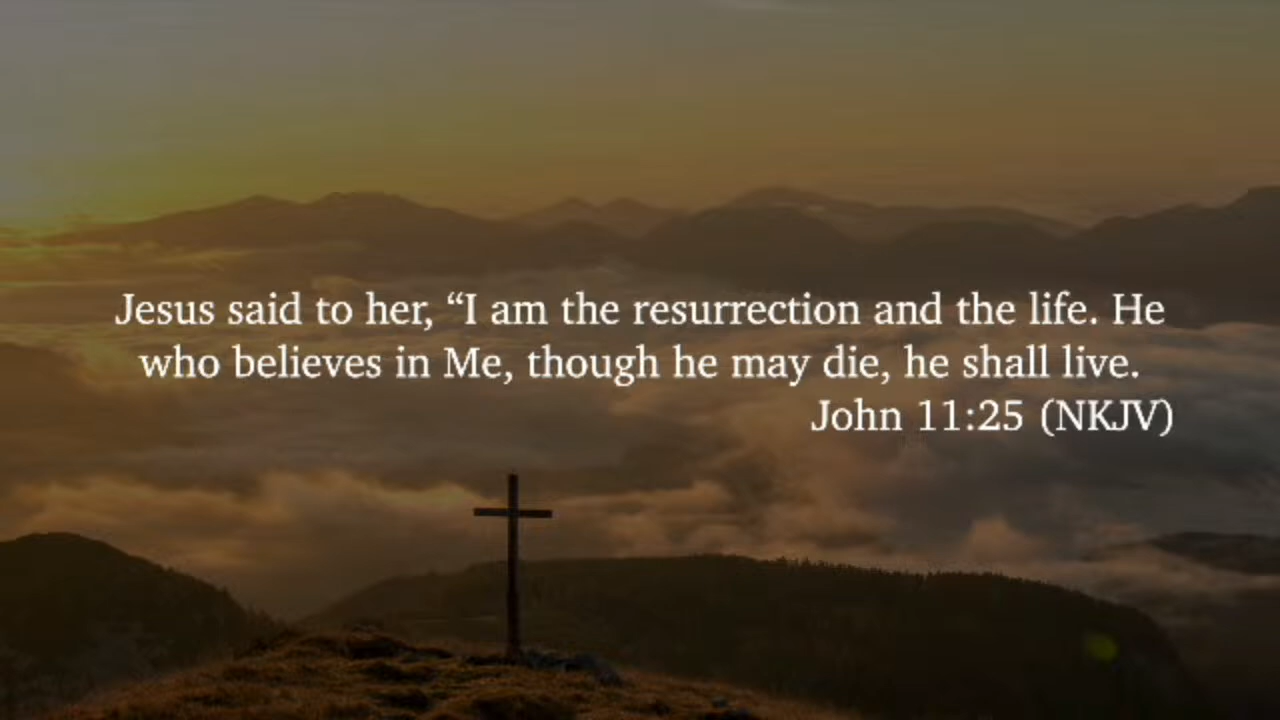 Jesus said to her, “I am the resurrection and the life. He
who believes in Me, though he may die, he shall live.
John 11:25 (NKJV)